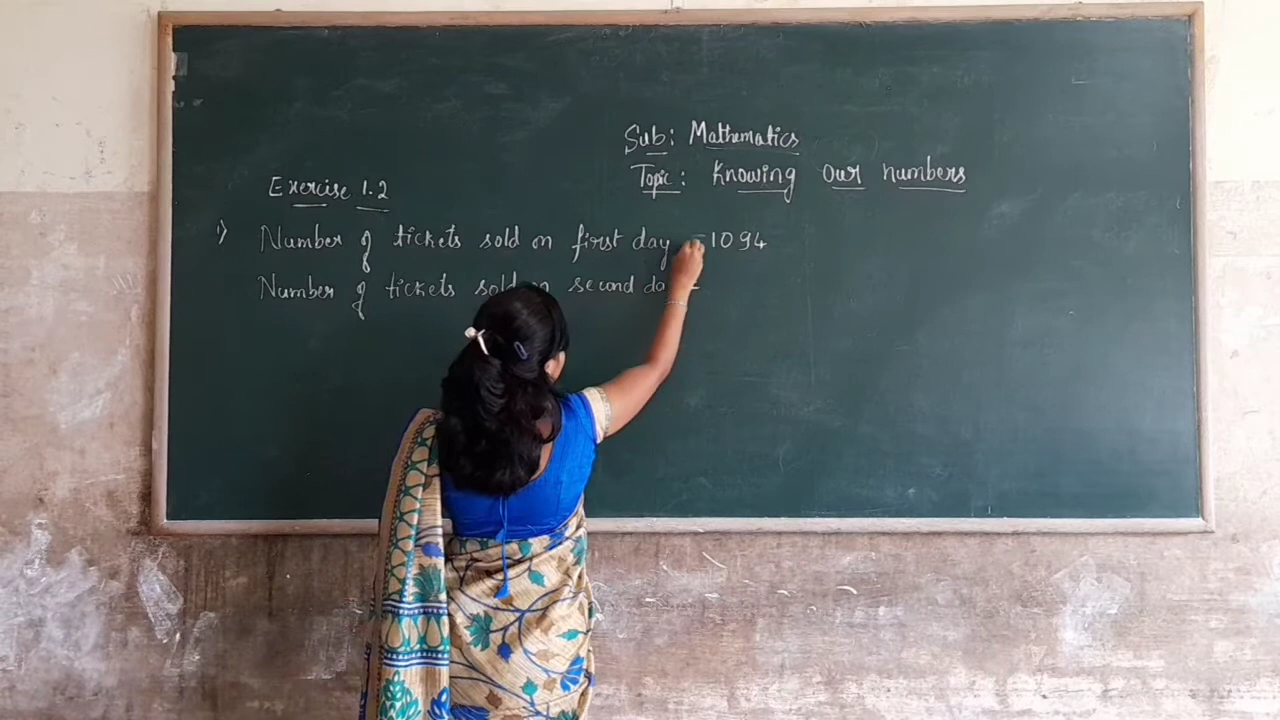 Sub: Mathematics
Topic: Knowing Our numbers
Exercise 1.2
1) Number of tickets sold on first day =1094
Number of tickets sold on second